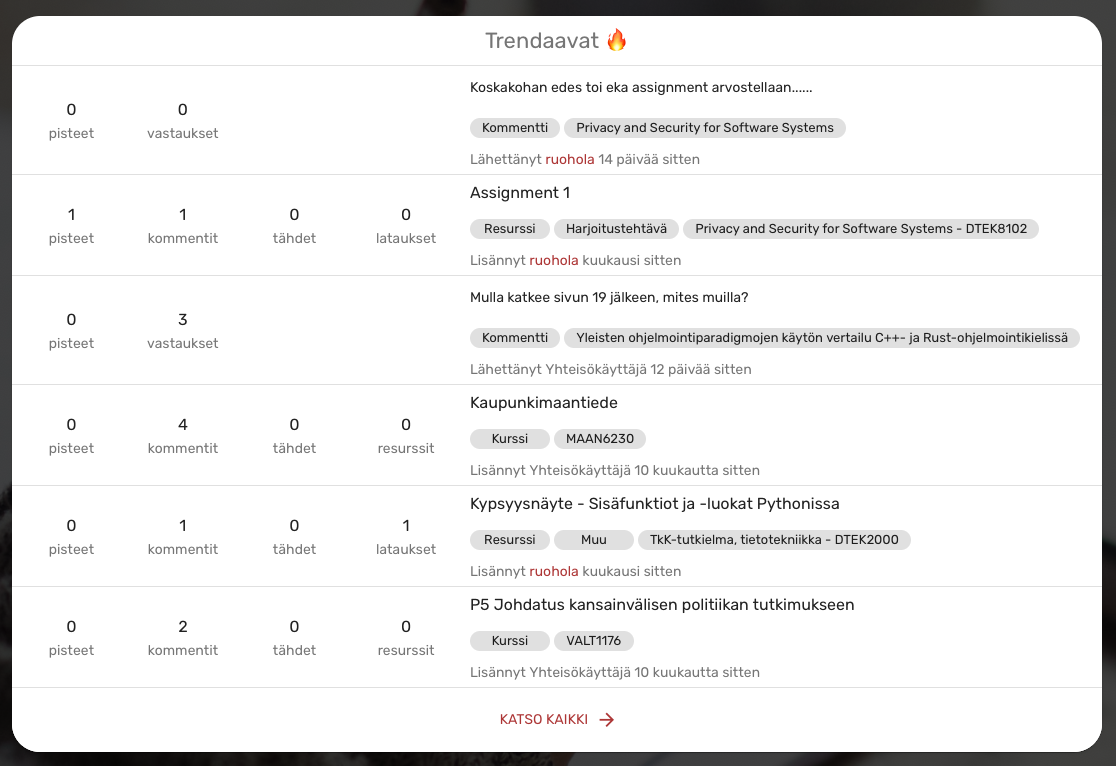 Trendaavat 🔥
0 0
pisteet vastaukset
Koskakohan edes toi eka assignment arvostellaan......
Kommentti Privacy and Security for Software Systems
Lähettänyt ruohola 14 päivää sitten
1 1 0 0
pisteet kommentit tähdet lataukset
Assignment 1
Resurssi Harjoitustehtävä Privacy and Security for Software Systems - DTEK8102
Lisännyt ruohola kuukausi sitten
0 3
pisteet vastaukset
Mulla katkee sivun 19 jälkeen, mites muilla?
Kommentti Yleisten ohjelmointiparadigmojen käytön vertailu C++- ja Rust-ohjelmointikielissä
Lähettänyt Yhteisökäyttäjä 12 päivää sitten
0 4 0 0
pisteet kommentit tähdet resurssit
Kaupunkimaantiede
Kurssi MAAN6230
Lisännyt Yhteisökäyttäjä 10 kuukautta sitten
0 1 0 1
pisteet kommentit tähdet lataukset
Kypsyysnäyte - Sisäfunktiot ja -luokat Pythonissa
Resurssi Muu TkK-tutkielma, tietotekniikka - DTEK2000
Lisännyt ruohola kuukausi sitten
0 2 0 0
pisteet kommentit tähdet resurssit
P5 Johdatus kansainvälisen politiikan tutkimukseen
Kurssi VALT1176
Lisännyt Yhteisökäyttäjä 10 kuukautta sitten
KATSO KAIKKI →